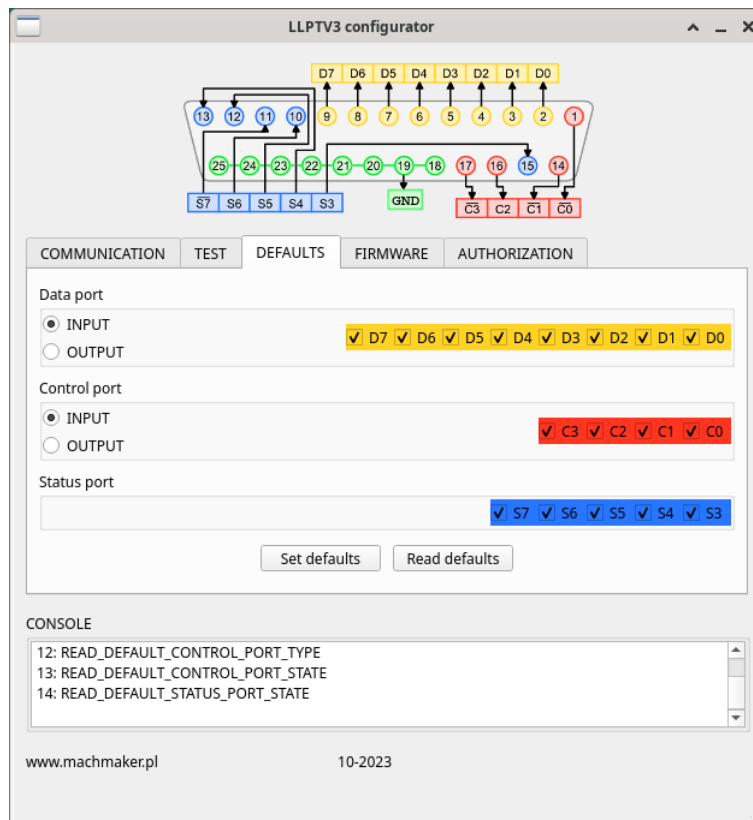 LLPTV3 configurator
D7 D6 D5 D4 D3 D2 D1 D0
13 12 11 10 9 8 7 6 5 4 3 2 1
25 24 23 22 21 20 19 18 17 16 15 14
S̅7̅ S6 S5 S4 S3 GND C̅3̅ C2 C̅1̅ C̅0̅
COMMUNICATION TEST DEFAULTS FIRMWARE AUTHORIZATION
Data port
INPUT
OUTPUT
D7 D6 D5 D4 D3 D2 D1 D0
Control port
INPUT
OUTPUT
C3 C2 C1 C0
Status port
S7 S6 S5 S4 S3
Set defaults Read defaults
CONSOLE
12: READ_DEFAULT_CONTROL_PORT_TYPE
13: READ_DEFAULT_CONTROL_PORT_STATE
14: READ_DEFAULT_STATUS_PORT_STATE
www.machmaker.pl 10-2023